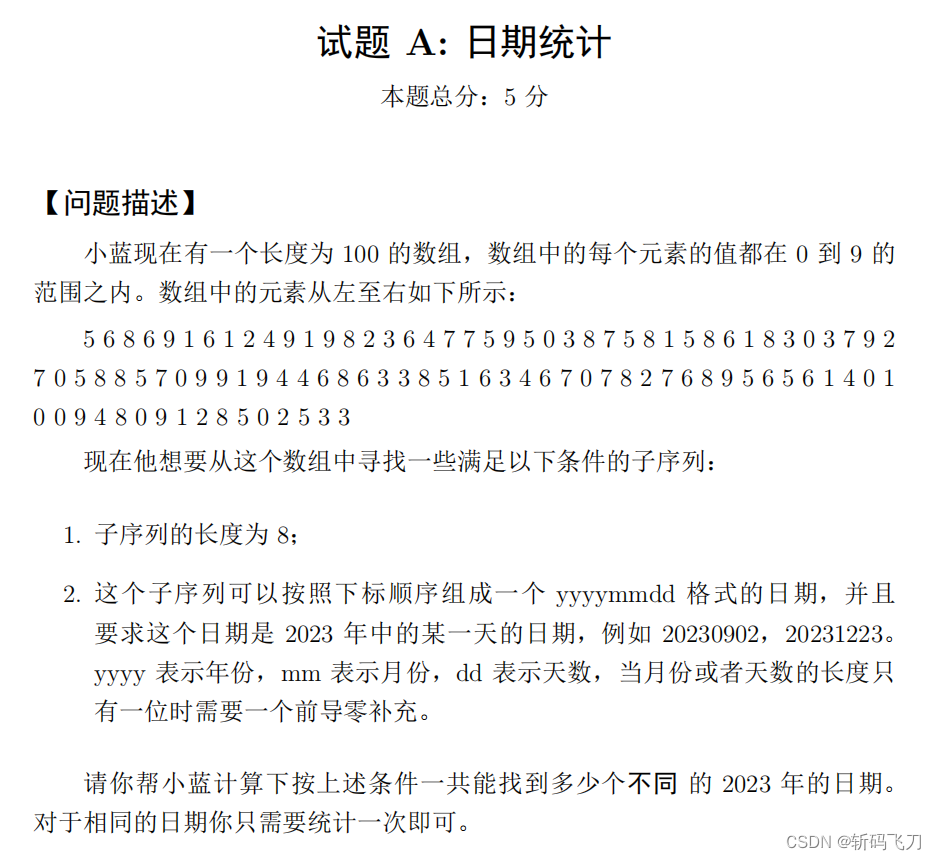 试题 A: 日期统计
本题总分：5 分
【问题描述】
小蓝现在有一个长度为 100 的数组，数组中的每个元素的值都在 0 到 9 的
范围之内。数组中的元素从左至右如下所示：
5 6 8 6 9 1 6 1 2 4 9 1 9 8 2 3 6 4 7 7 5 9 5 0 3 8 7 5 8 1 5 8 6 1 8 3 0 3 7 9 2
7 0 5 8 8 5 7 0 9 9 1 9 4 4 6 8 6 3 3 8 5 1 6 3 4 6 7 0 7 8 2 7 6 8 9 5 6 5 6 1 4 0 1
0 0 9 4 8 0 9 1 2 8 5 0 2 5 3 3
现在他想要从这个数组中寻找一些满足以下条件的子序列：
1. 子序列的长度为 8；
2. 这个子序列可以按照下标顺序组成一个 yyyymmdd 格式的日期，并且
要求这个日期是 2023 年中的某一天的日期，例如 20230902，20231223。
yyyy 表示年份，mm 表示月份，dd 表示天数，当月份或者天数的长度只
有一位时需要一个前导零补充。
请你帮小蓝计算下按上述条件一共能找到多少个不同 的 2023 年的日期。
对于相同的日期你只需要统计一次即可。
CSDN @斩码飞刀